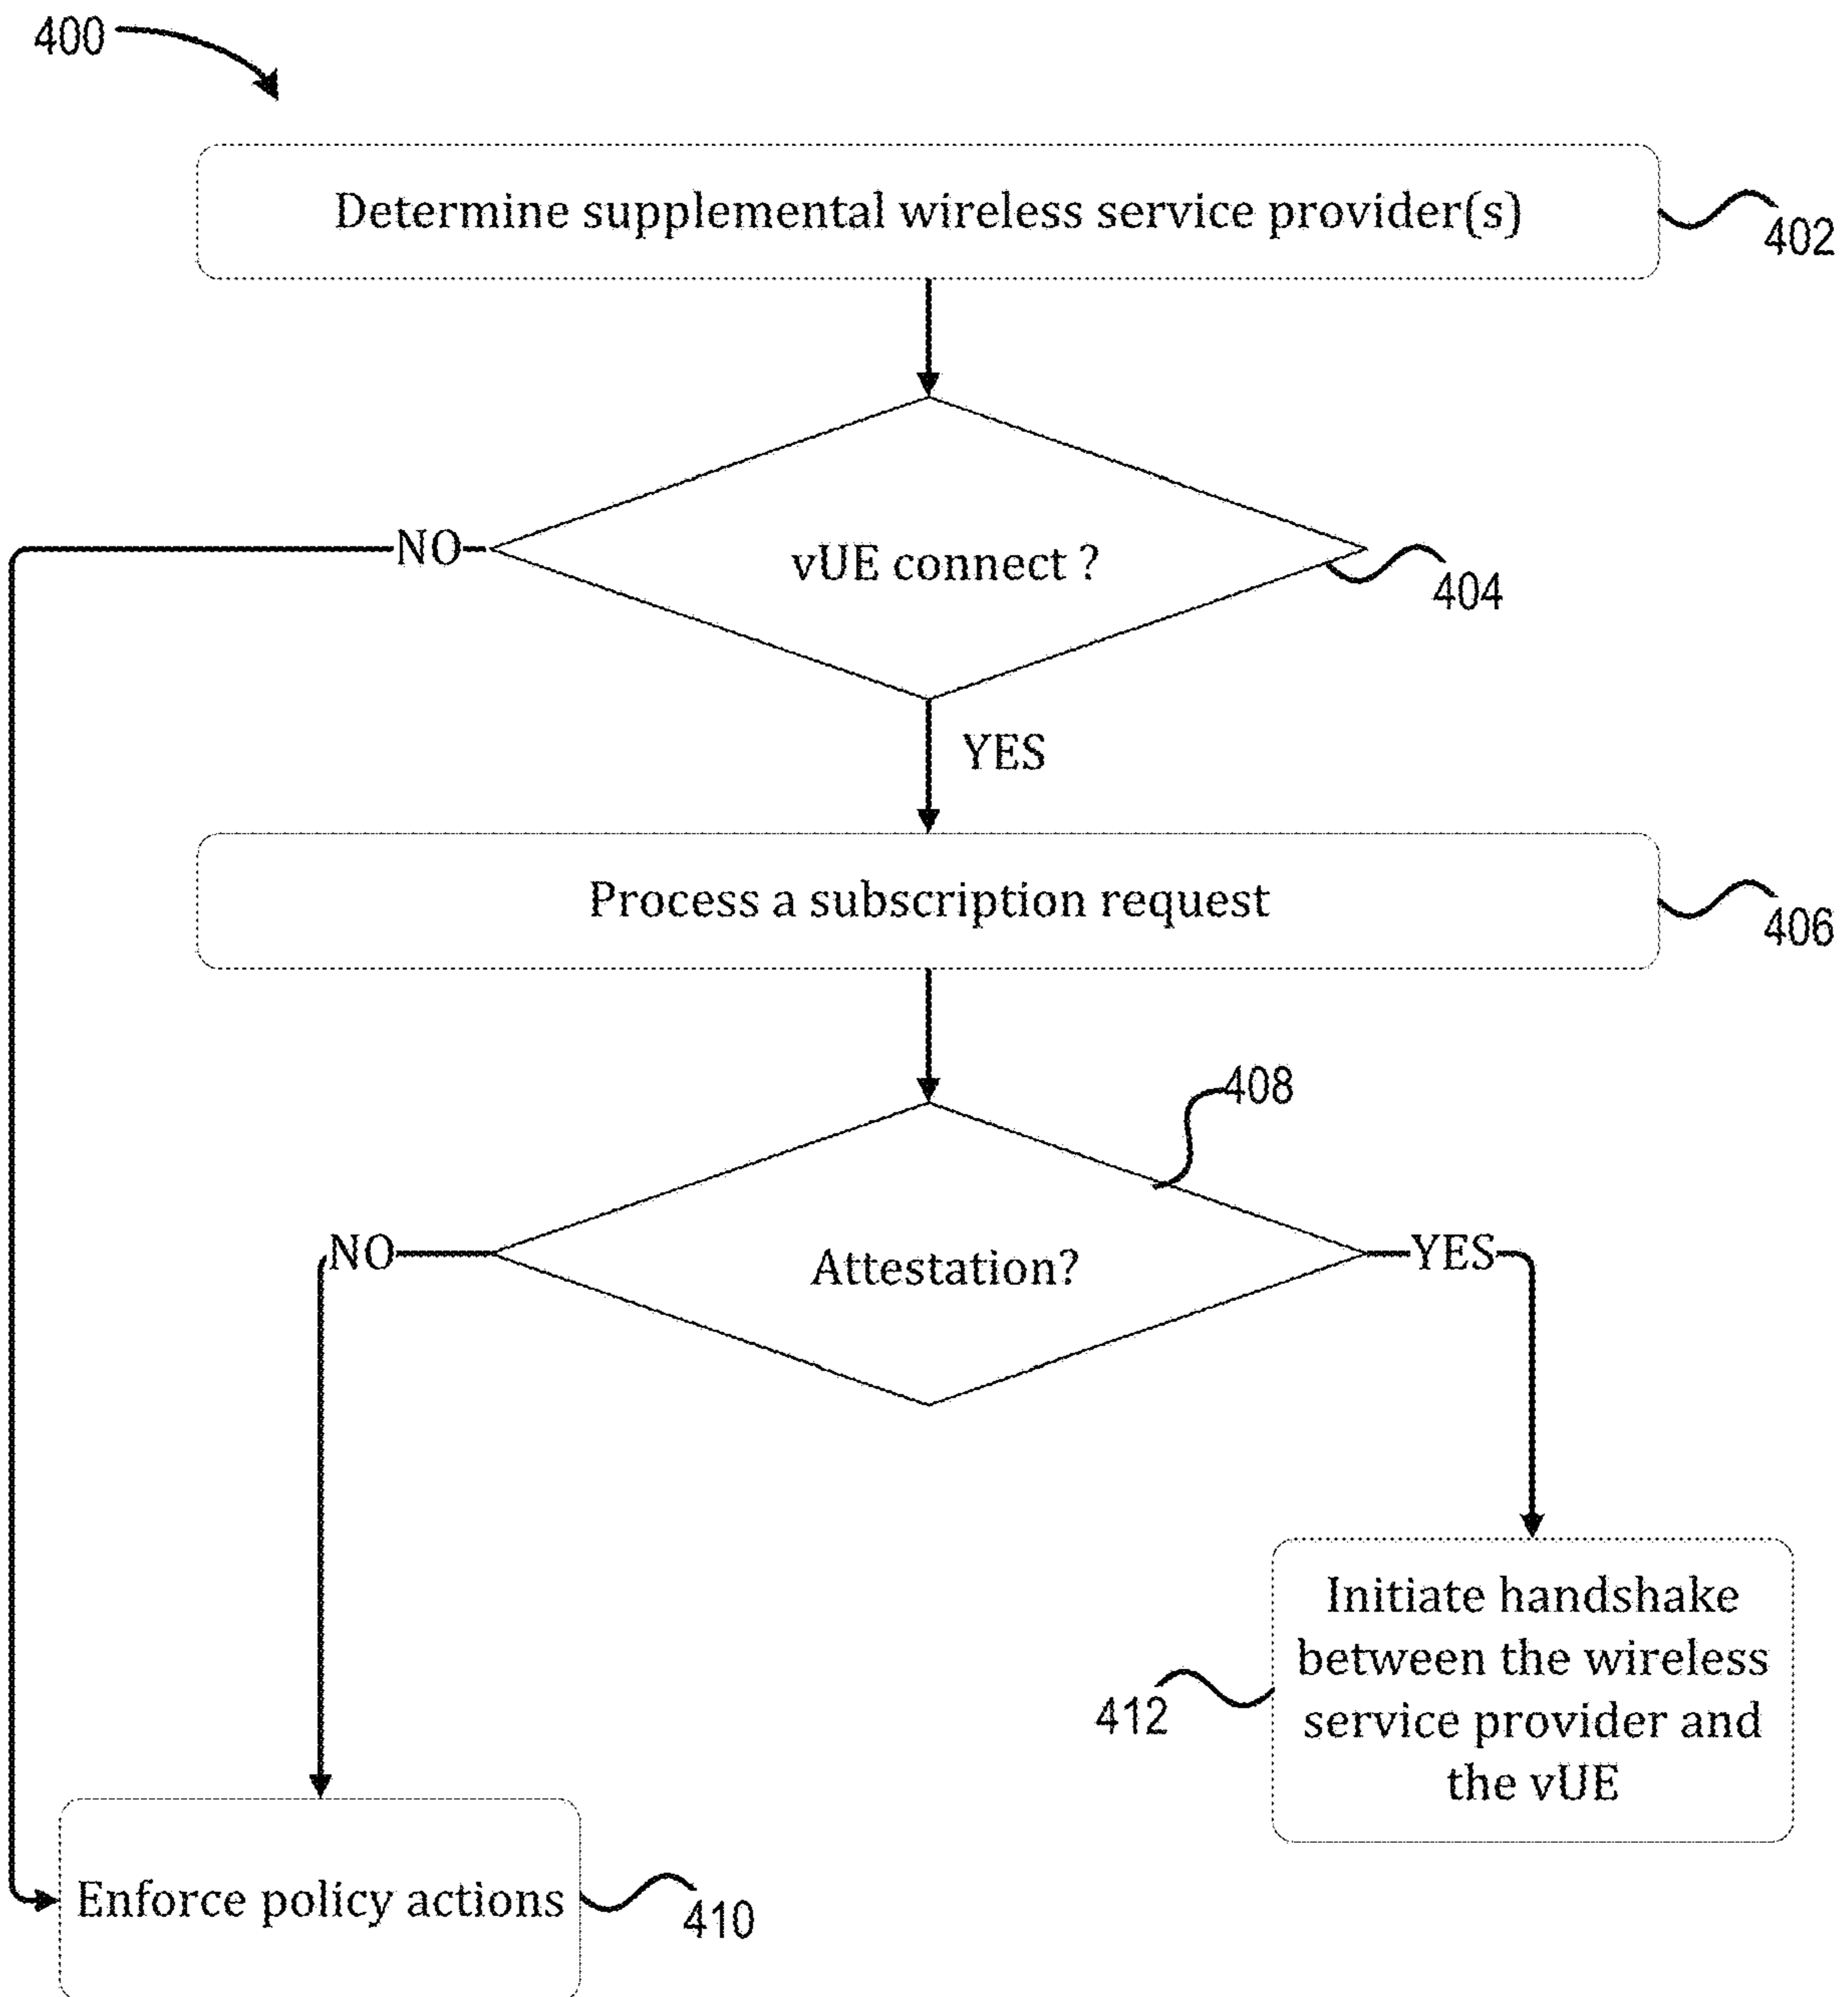 400
Determine supplemental wireless service provider(s)
402
NO
vUE connect ?
404
YES
Process a subscription request
406
408
NO
Attestation?
YES
Initiate handshake
between the wireless
service provider and
the vUE
412
Enforce policy actions
410